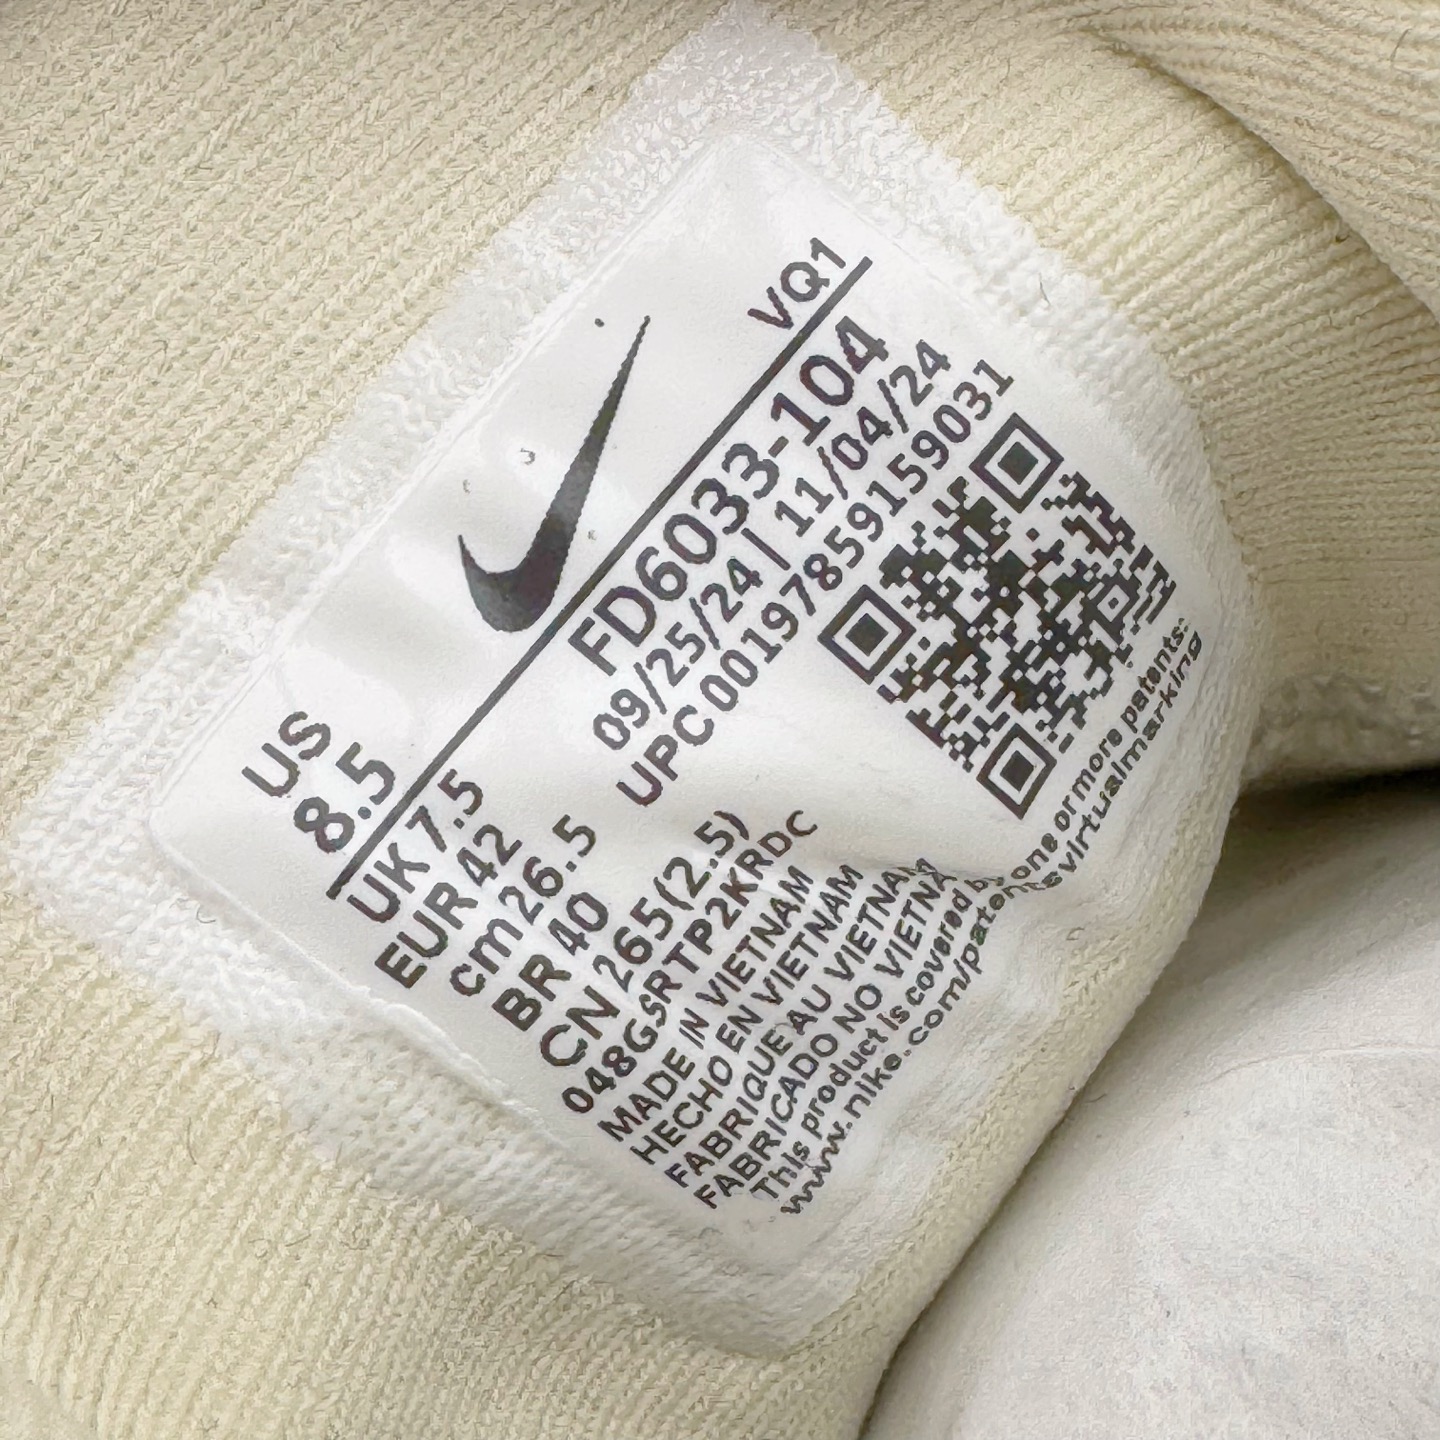 VQ1
US
8.5
FD6033-104
09/25/24 | 11/04/24
UPC 00197859159031
UK 7.5
EUR 42
cm 26.5
BR 40
CN 265 (2.5)
048GSRTP2KRDC
MADE IN VIETNAM
HECHO EN VIETNAM
FABRIQUE AU VIETNAM
FABRICADO NO VIETNA
This product is covered by one or more patents:
www.nike.com/patentsvirtualmarking